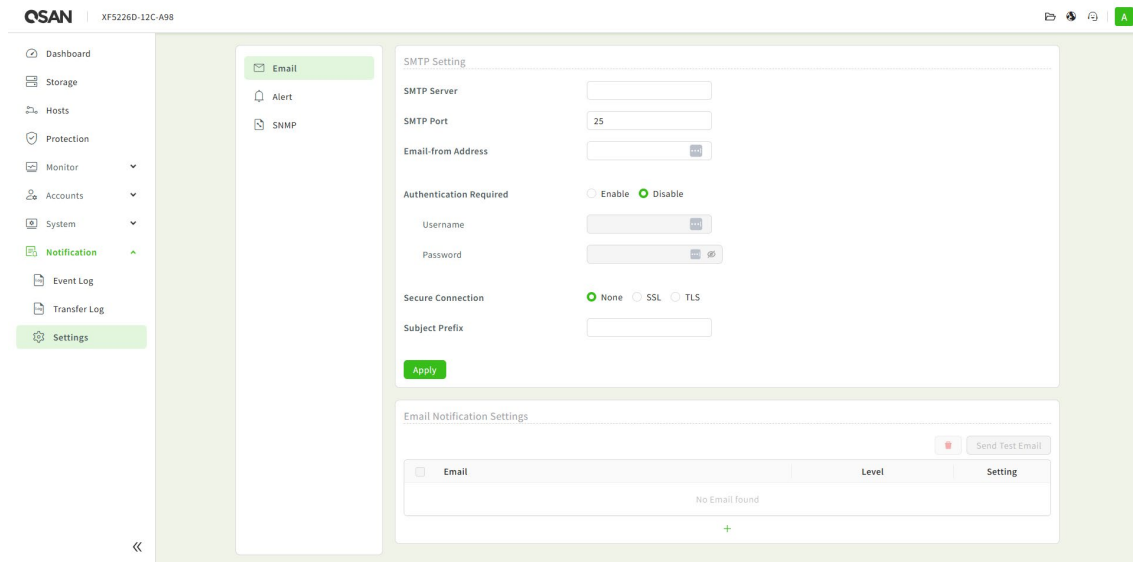 QSAN
XF5226D-12C-A98
A
Dashboard
Storage
Hosts
Protection
Monitor
Accounts
System
Notification
Event Log
Transfer Log
Settings
Email
Alert
SNMP
SMTP Setting
SMTP Server
SMTP Port 25
Email-from Address
Authentication Required Enable Disable
Username
Password
Secure Connection None SSL TLS
Subject Prefix
Apply
Email Notification Settings
Send Test Email
Email Level Setting
No Email found